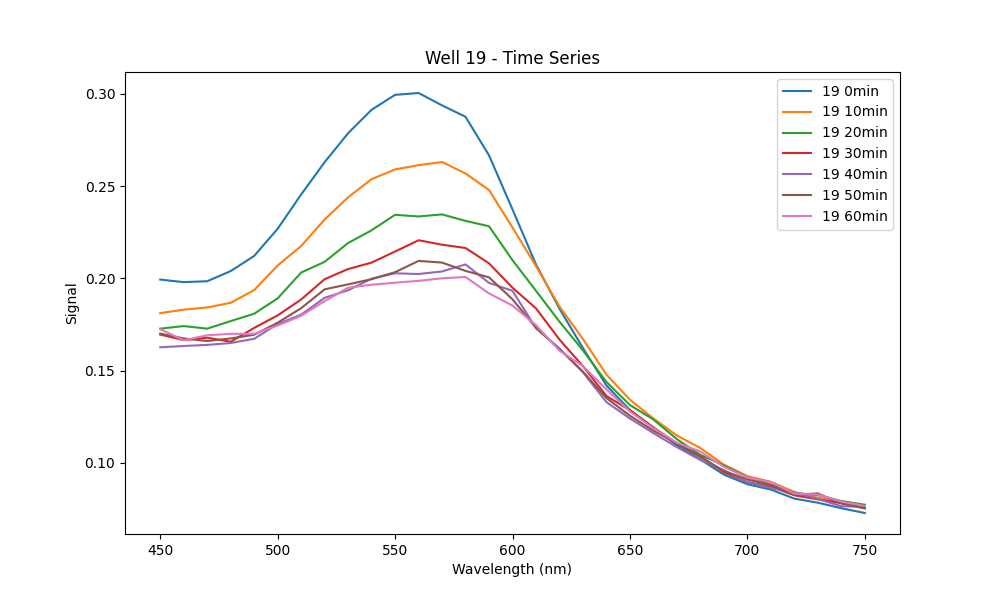 Well 19 - Time Series
Signal
0.30
0.25
0.20
0.15
0.10
19 0min
19 10min
19 20min
19 30min
19 40min
19 50min
19 60min
450 500 550 600 650 700 750
Wavelength (nm)